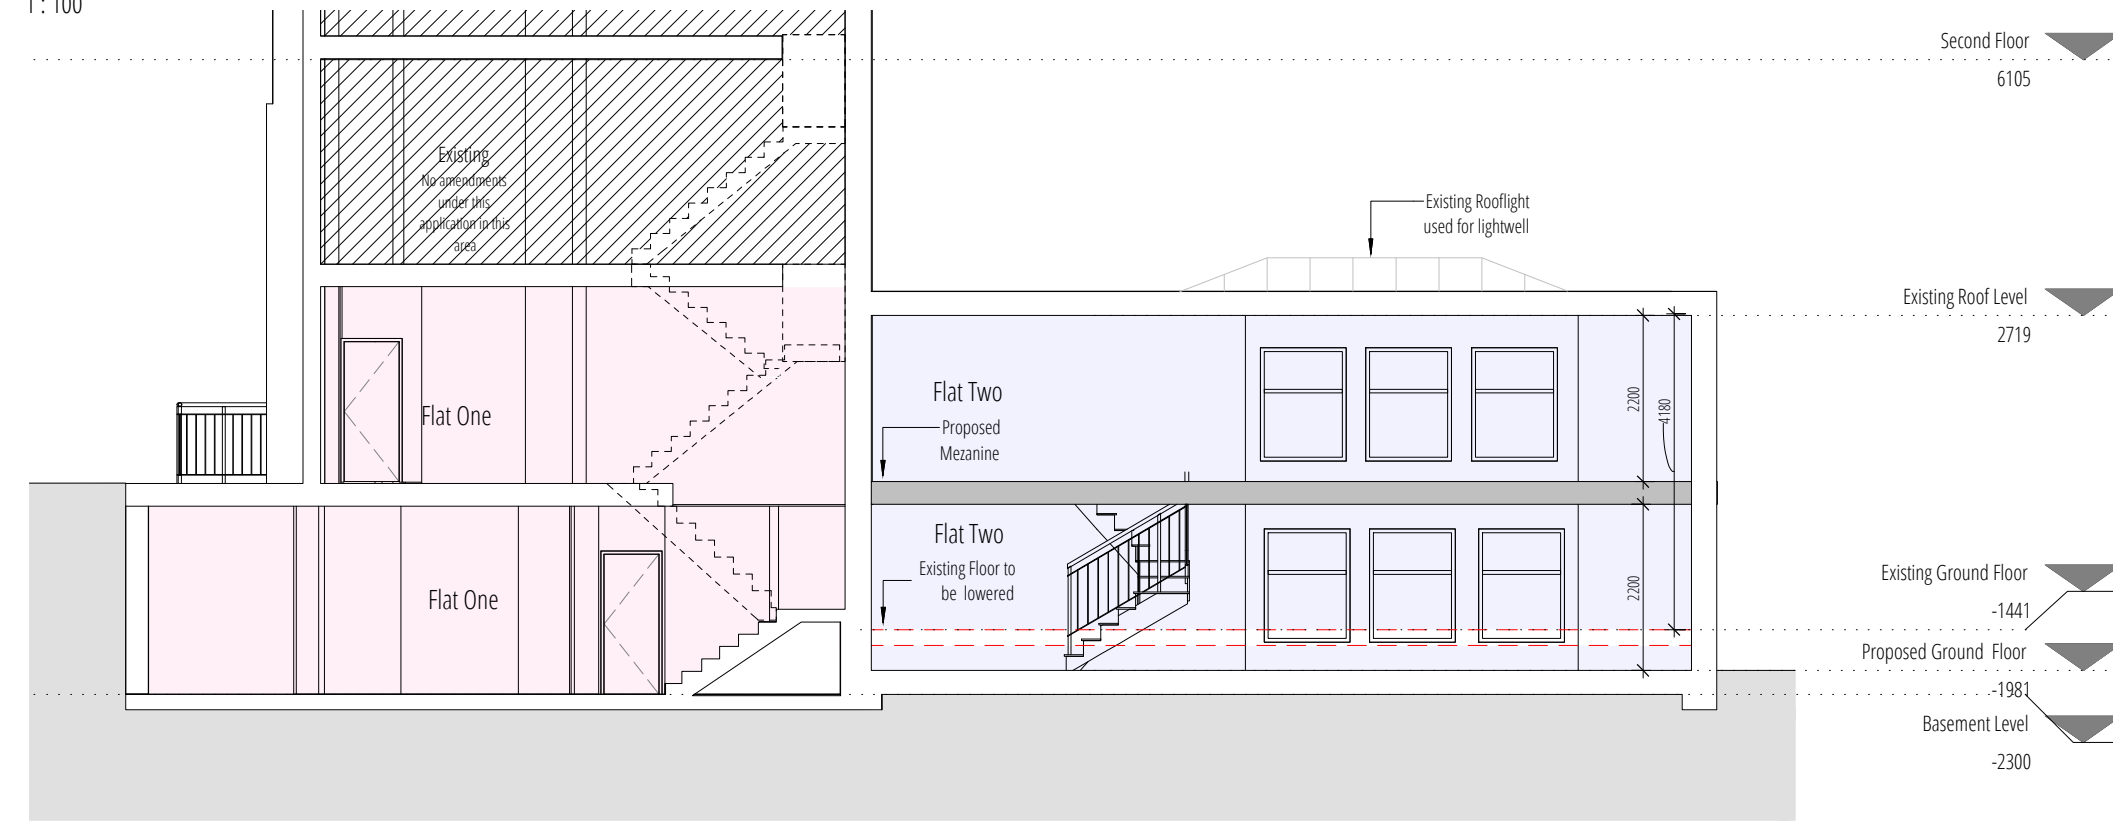 1 : 100
Second Floor
6105
Existing
No amendments
under this
application in this
area
Existing Rooflight
used for lightwell
Existing Roof Level
2719
Flat One
Flat Two
Proposed
Mezanine
2200
4180
Flat Two
Existing Floor to
be lowered
2200
Flat One
Existing Ground Floor
-1441
Proposed Ground Floor
-1981
Basement Level
-2300